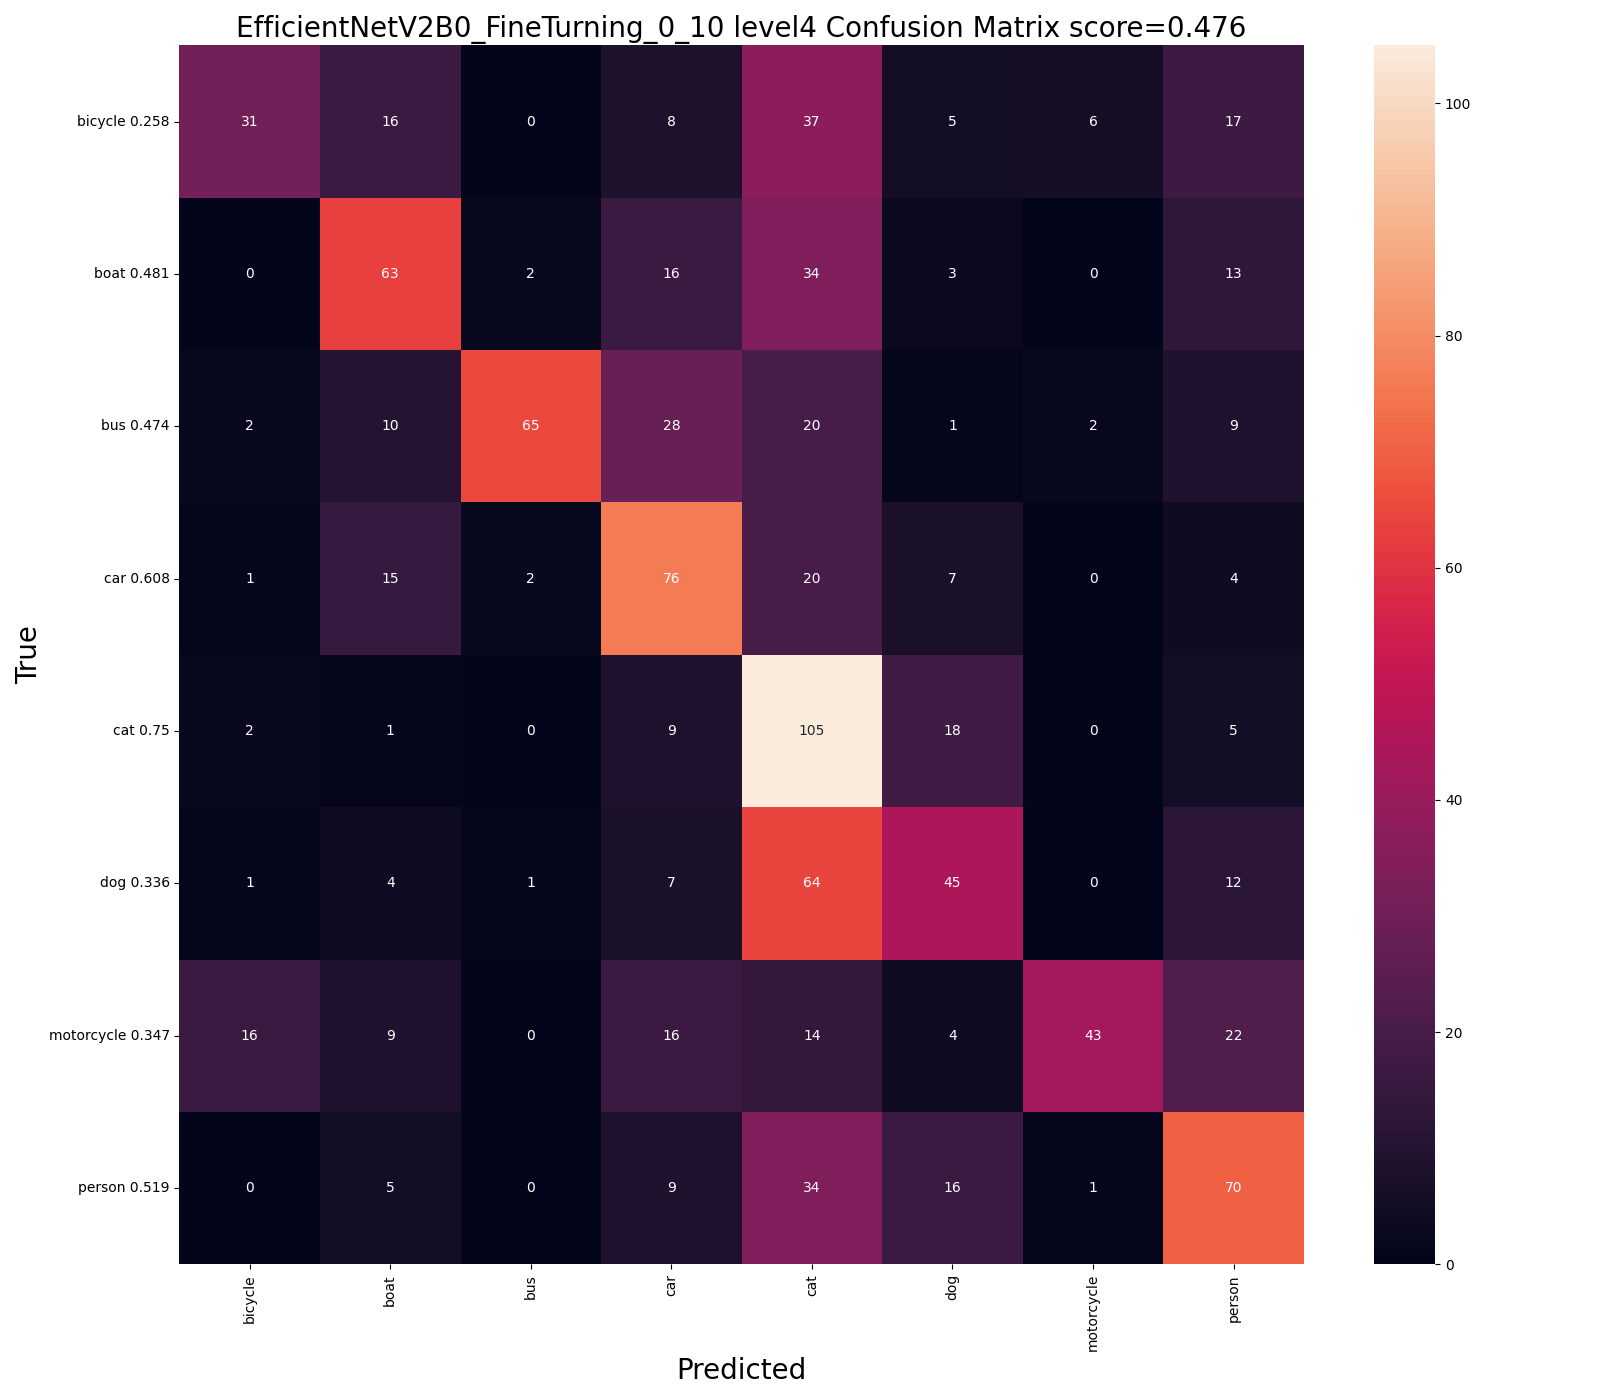 EfficientNetV2B0_FineTurning_0_10 level4 Confusion Matrix score=0.476
bicycle 0.258 31 16 0 8 37 5 6 17
boat 0.481 0 63 2 16 34 3 0 13
bus 0.474 2 10 65 28 20 1 2 9
car 0.608 1 15 2 76 20 7 0 4
cat 0.75 2 1 0 9 105 18 0 5
dog 0.336 1 4 1 7 64 45 0 12
motorcycle 0.347 16 9 0 16 14 4 43 22
person 0.519 0 5 0 9 34 16 1 70
True
bicycle boat bus car cat dog motorcycle person
Predicted
100
80
60
40
20
0